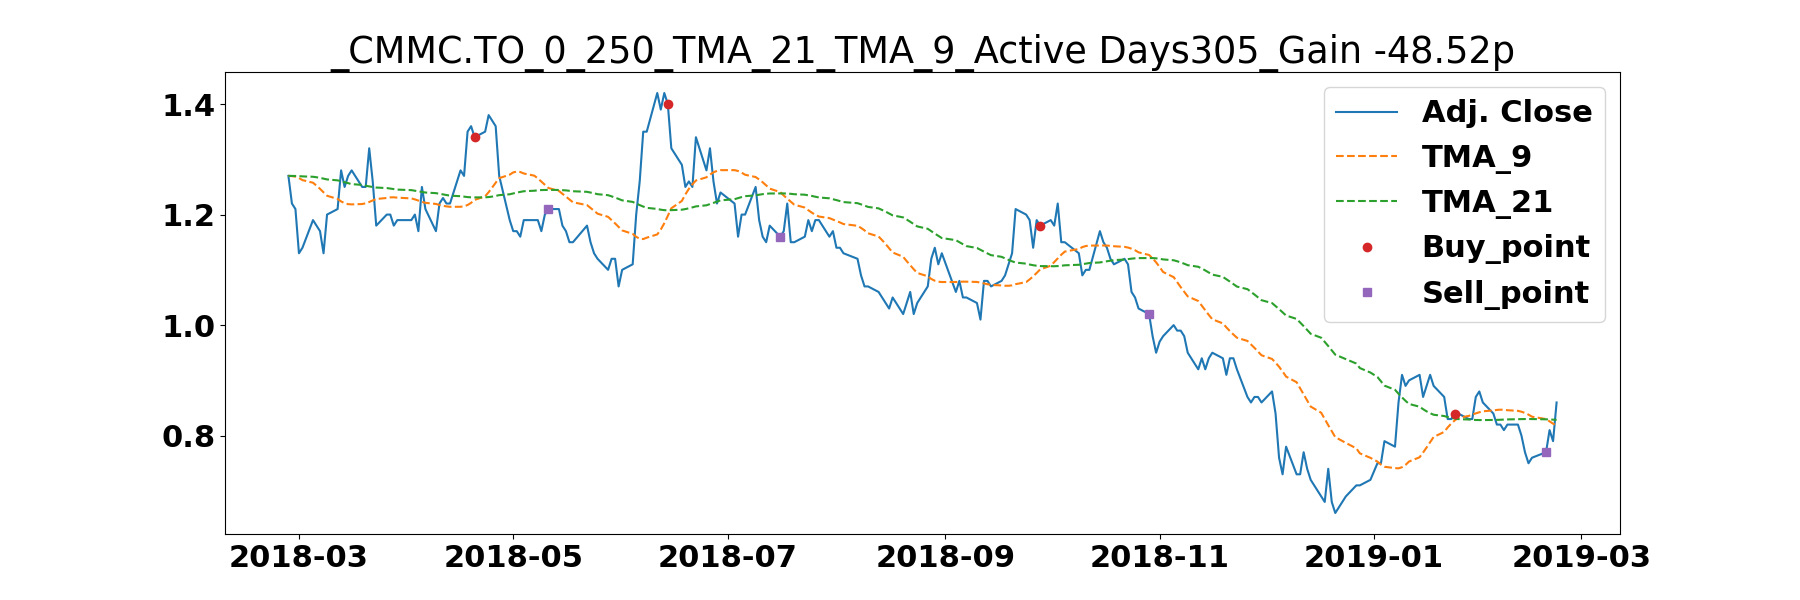 _CMMC.TO_0_250_TMA_21_TMA_9_Active Days305_Gain -48.52p
1.4
1.2
1.0
0.8
Adj. Close
TMA_9
TMA_21
Buy_point
Sell_point
2018-03 2018-05 2018-07 2018-09 2018-11 2019-01 2019-03